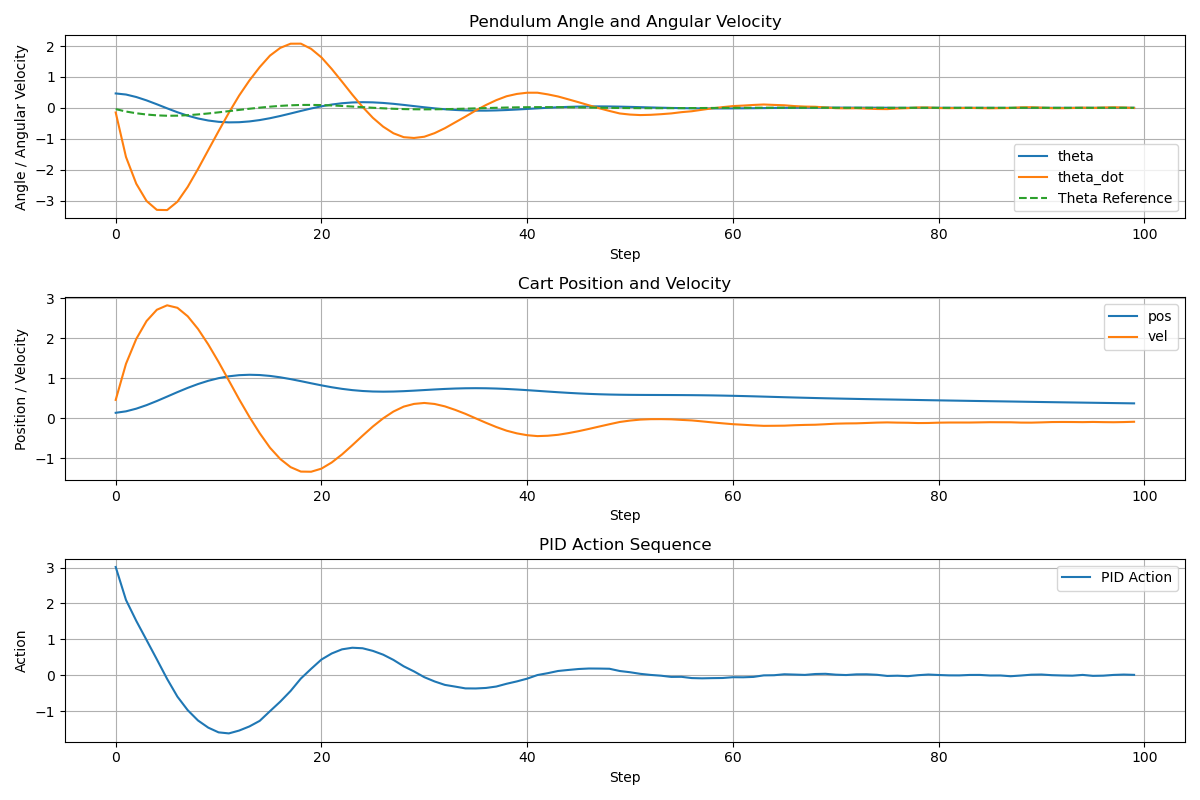 Pendulum Angle and Angular Velocity
Angle / Angular Velocity
2
1
0
−1
−2
−3
theta
theta_dot
Theta Reference
0 20 40 60 80 100
Step
Cart Position and Velocity
Position / Velocity
3
2
1
0
−1
pos
vel
0 20 40 60 80 100
Step
PID Action Sequence
Action
3
2
1
0
−1
PID Action
0 20 40 60 80 100
Step